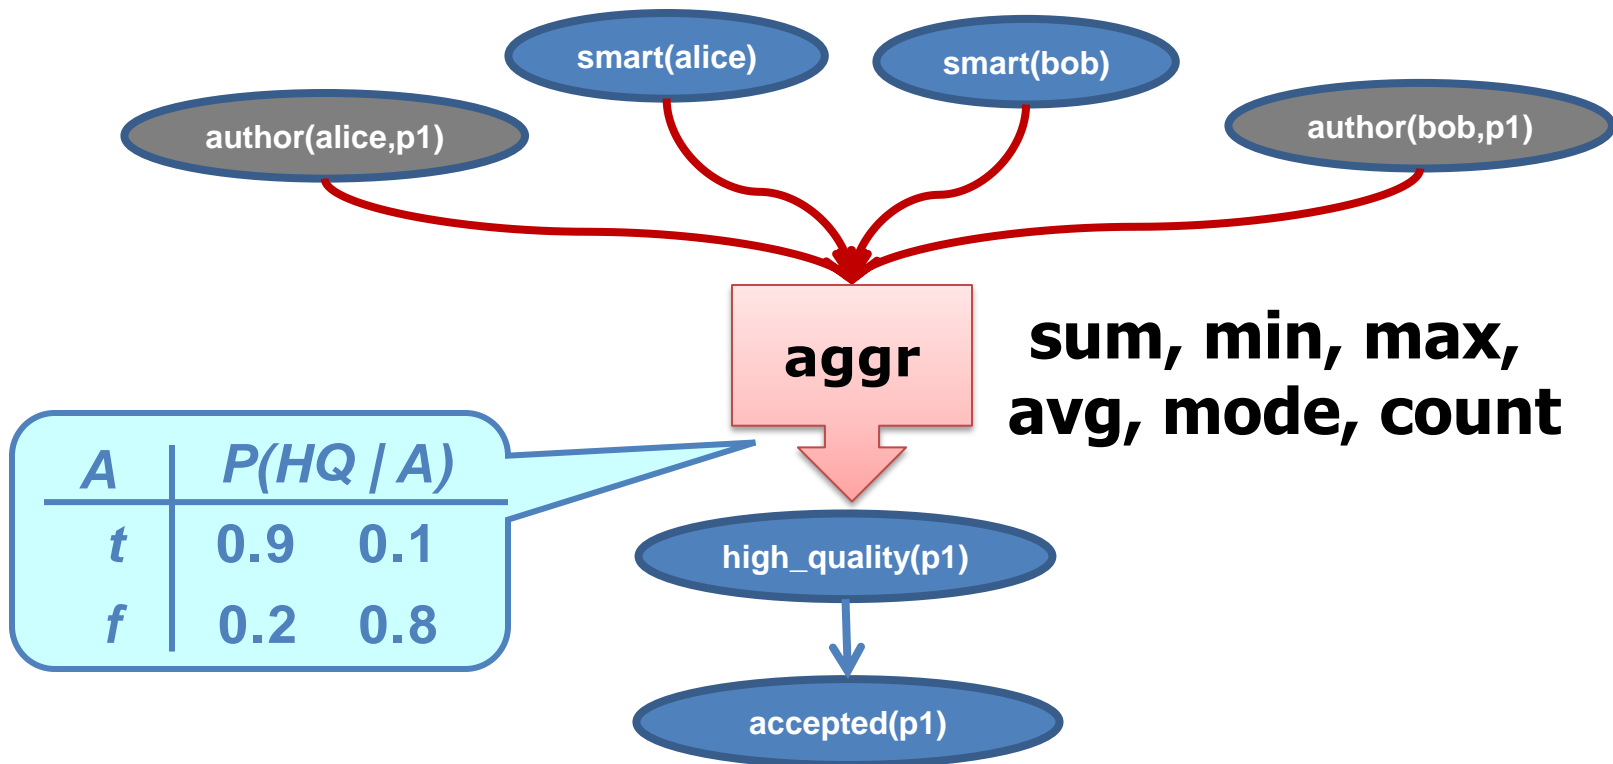 smart(alice)
smart(bob)
author(alice,p1)
author(bob,p1)
aggr
sum, min, max,
avg, mode, count
A P(HQ | A)
t 0.9 0.1
f 0.2 0.8
high_quality(p1)
accepted(p1)